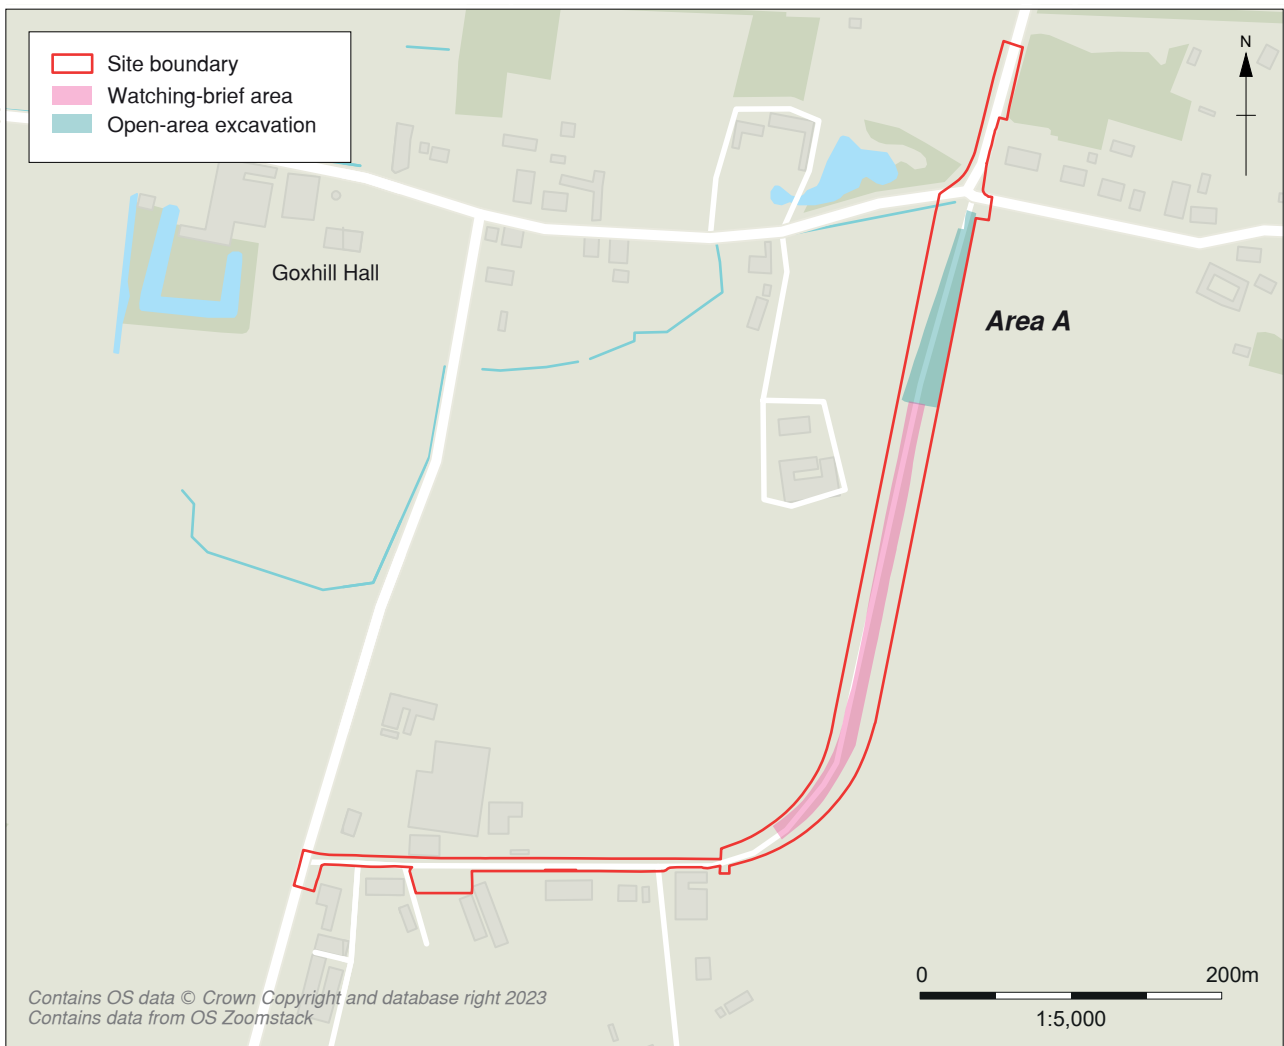 Site boundary
Watching-brief area
Open-area excavation
N
Goxhill Hall
Area A
0 200m
1:5,000
Contains OS data © Crown Copyright and database right 2023
Contains data from OS Zoomstack